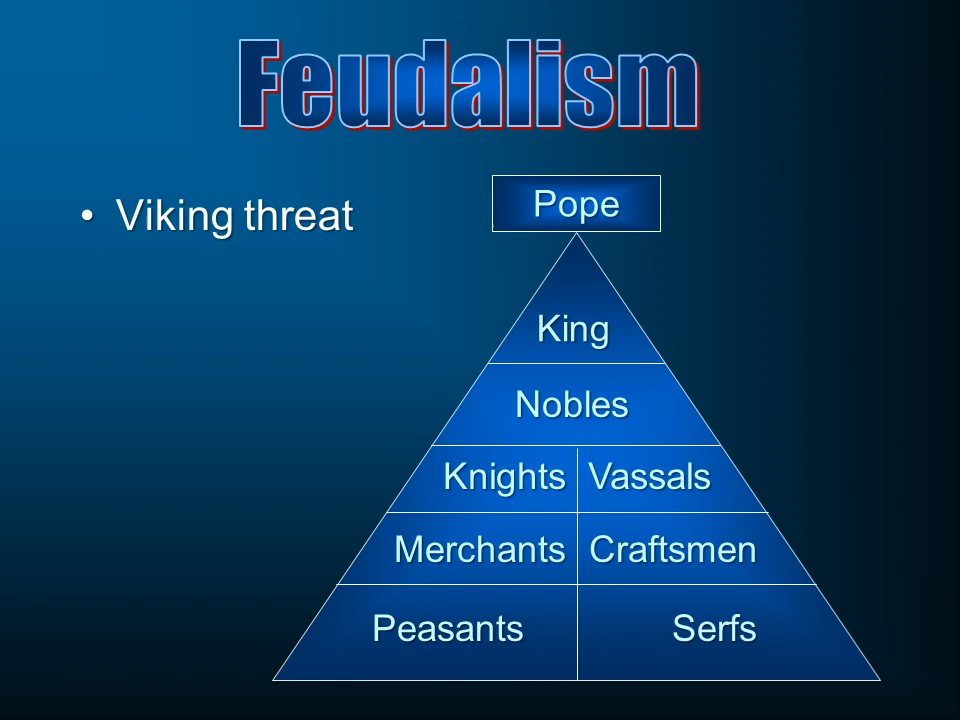 Feudalism
• Viking threat
Pope
King
Nobles
Knights Vassals
Merchants Craftsmen
Peasants Serfs